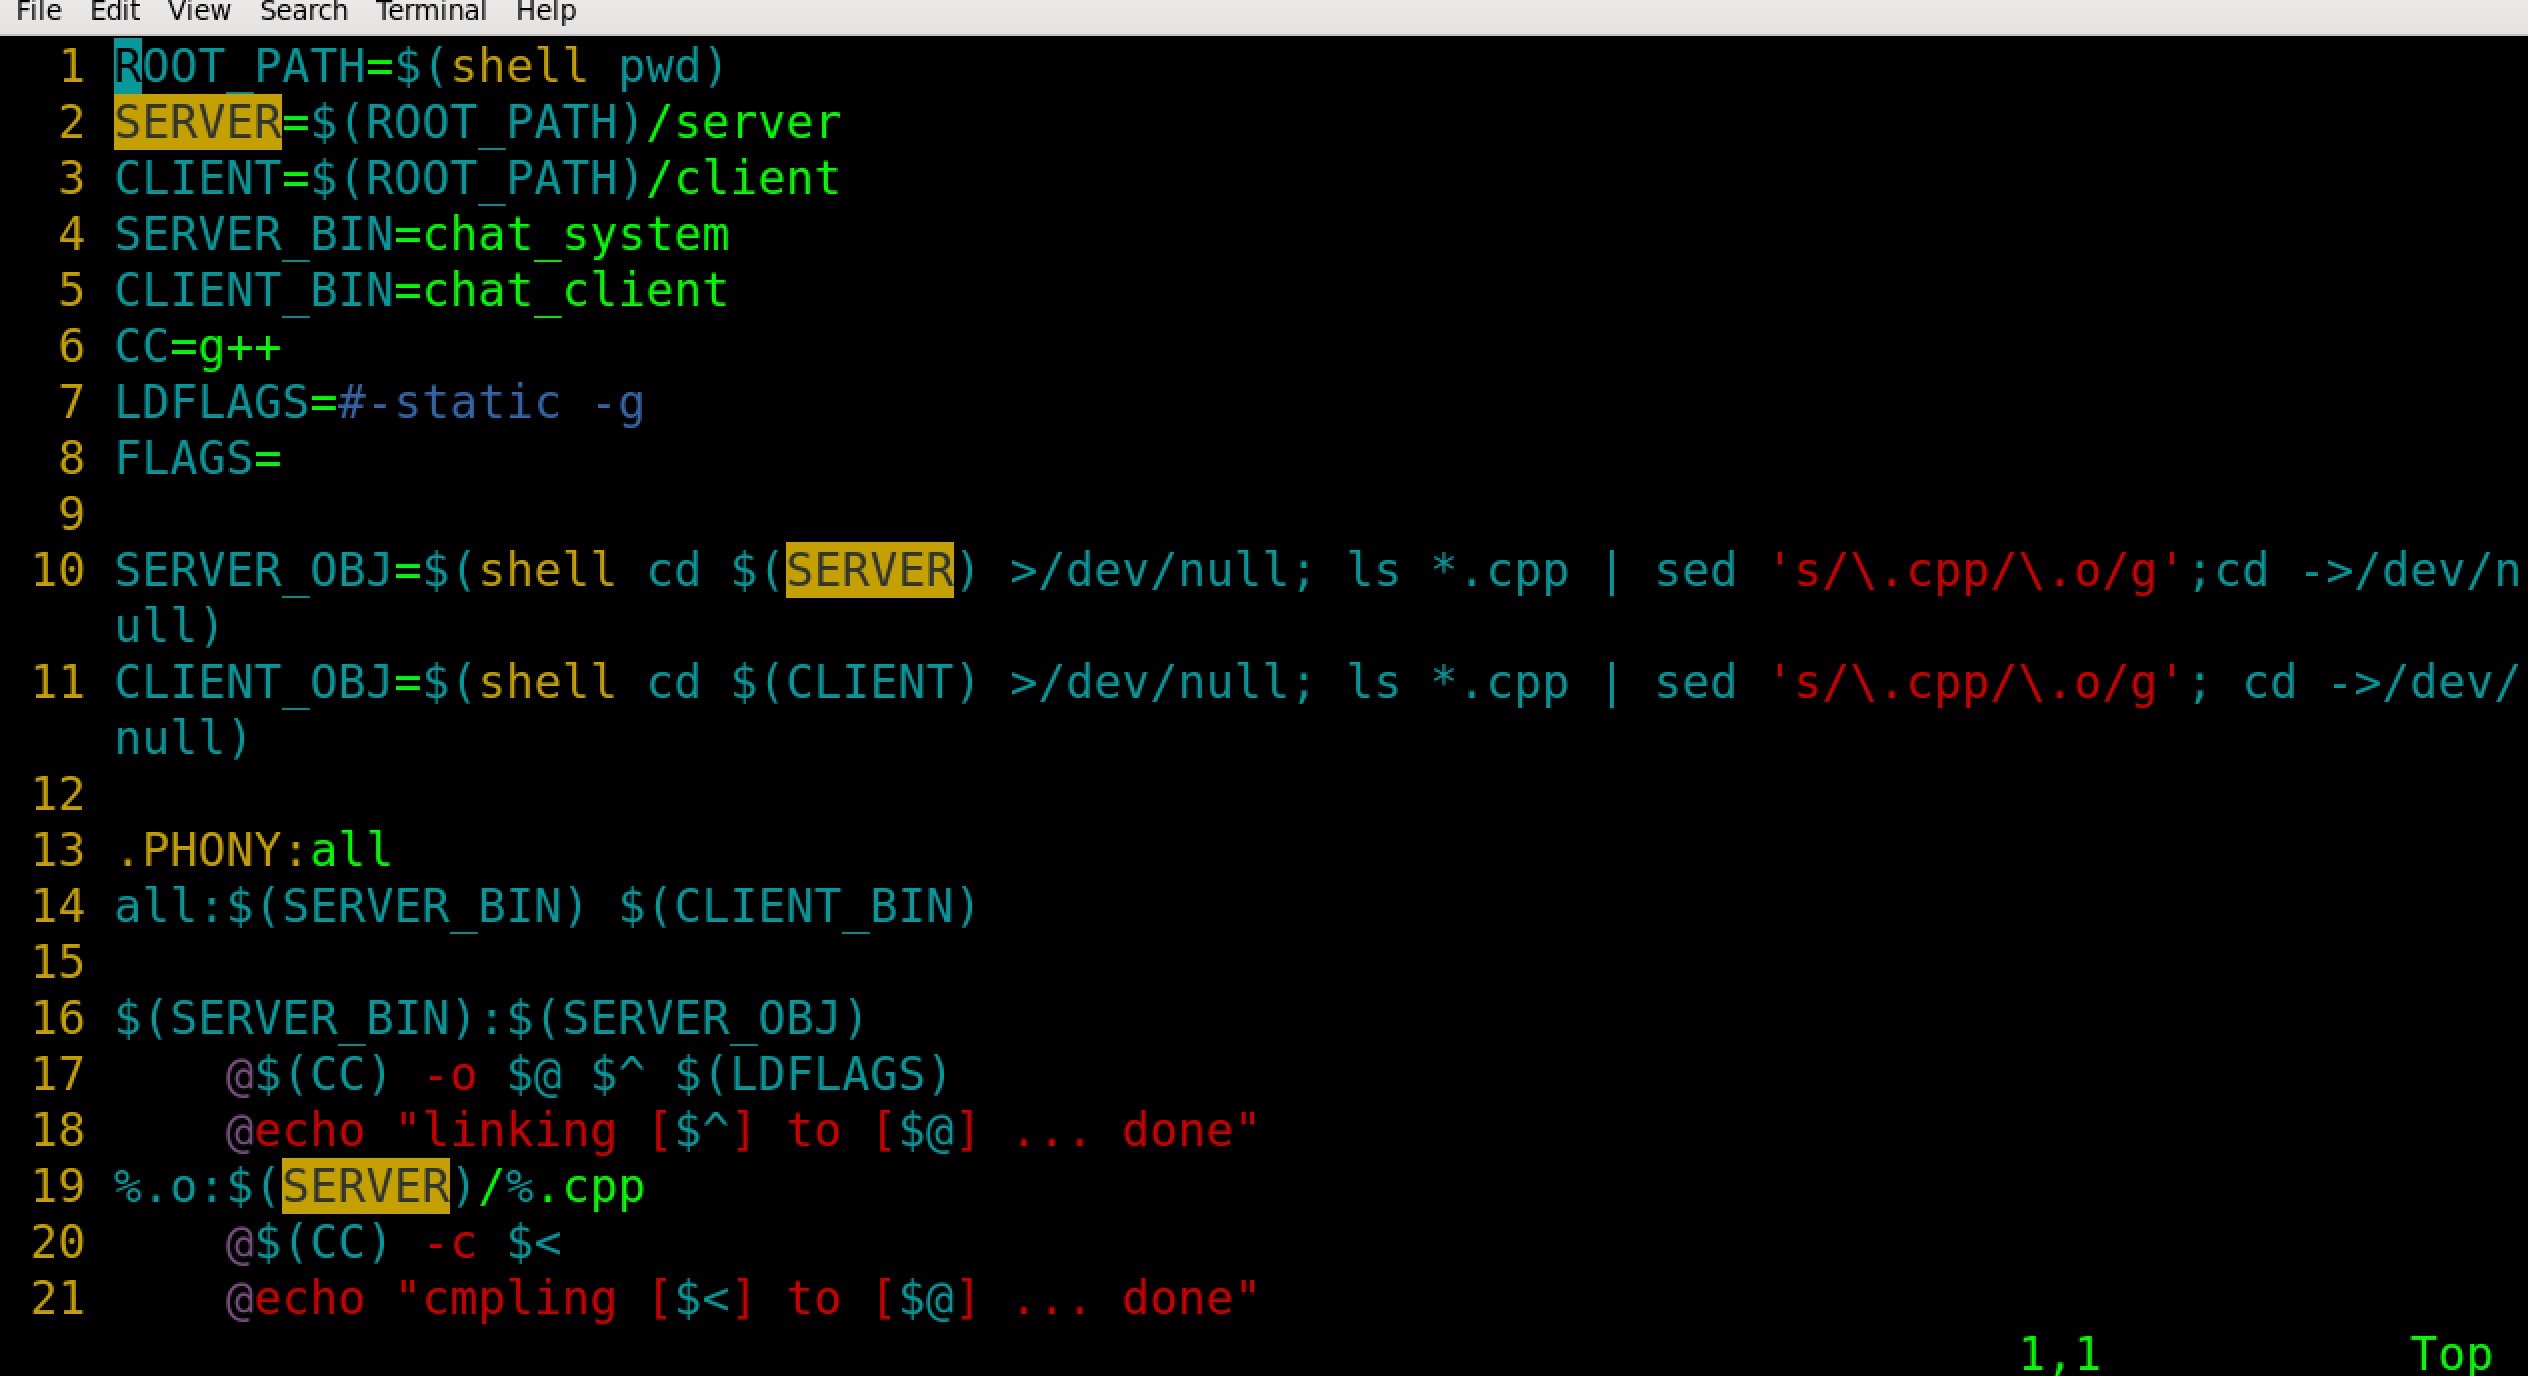 File Edit View Search Terminal Help
1 ROOT_PATH=$(shell pwd)
2 SERVER=$(ROOT_PATH)/server
3 CLIENT=$(ROOT_PATH)/client
4 SERVER_BIN=chat_system
5 CLIENT_BIN=chat_client
6 CC=g++
7 LDFLAGS=#-static -g
8 FLAGS=
9
10 SERVER_OBJ=$(shell cd $(SERVER) >/dev/null; ls *.cpp | sed 's/\.cpp/\.o/g';cd ->/dev/n
ull)
11 CLIENT_OBJ=$(shell cd $(CLIENT) >/dev/null; ls *.cpp | sed 's/\.cpp/\.o/g'; cd ->/dev/
null)
12
13 .PHONY:all
14 all:$(SERVER_BIN) $(CLIENT_BIN)
15
16 $(SERVER_BIN):$(SERVER_OBJ)
17     @$(CC) -o $@ $^ $(LDFLAGS)
18     @echo "linking [$^] to [$@] ... done"
19 %.o:$(SERVER)/%.cpp
20     @$(CC) -c $<
21     @echo "cmpling [$<] to [$@] ... done"
1,1 Top